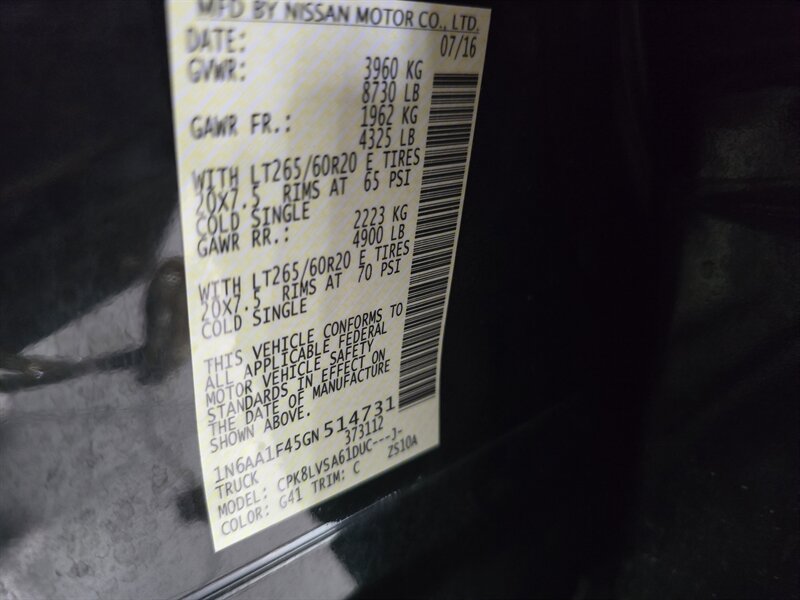 MFD BY NISSAN MOTOR CO., LTD.
DATE: 07/16
GVWR: 3960 KG
8730 LB
GAWR FR.: 1962 KG
4325 LB
WITH LT265/60R20 E TIRES
20X7.5 RIMS AT 65 PSI
COLD SINGLE
GAWR RR.: 2223 KG
4900 LB
WITH LT265/60R20 E TIRES
20X7.5 RIMS AT 70 PSI
COLD SINGLE
THIS VEHICLE CONFORMS TO
ALL APPLICABLE FEDERAL
MOTOR VEHICLE SAFETY
STANDARDS IN EFFECT ON
THE DATE OF MANUFACTURE
SHOWN ABOVE.
1N6AA1F45GN514731
TRUCK 373112
MODEL: CPK8LVSA61DUC---J-
COLOR: G41 TRIM: C ZS10A